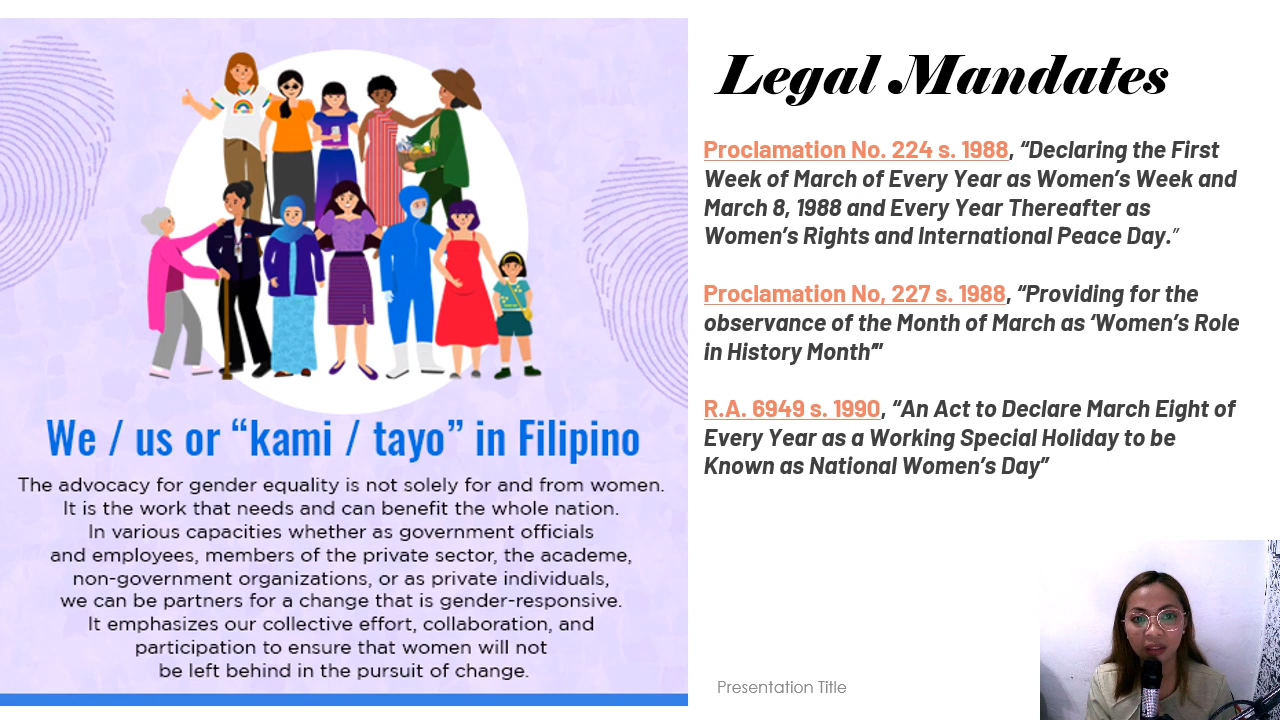 We / us or “kami / tayo” in Filipino
The advocacy for gender equality is not solely for and from women.
It is the work that needs and can benefit the whole nation.
In various capacities whether as government officials
and employees, members of the private sector, the academe,
non-government organizations, or as private individuals,
we can be partners for a change that is gender-responsive.
It emphasizes our collective effort, collaboration, and
participation to ensure that women will not
be left behind in the pursuit of change.
Legal Mandates
Proclamation No. 224 s. 1988, “Declaring the First
Week of March of Every Year as Women’s Week and
March 8, 1988 and Every Year Thereafter as
Women’s Rights and International Peace Day.”
Proclamation No, 227 s. 1988, “Providing for the
observance of the Month of March as ‘Women’s Role
in History Month’”
R.A. 6949 s. 1990, “An Act to Declare March Eight of
Every Year as a Working Special Holiday to be
Known as National Women’s Day”
Presentation Title